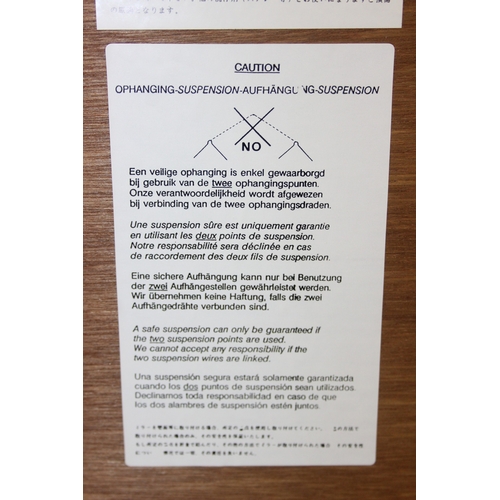 CAUTION
OPHANGING-SUSPENSION-AUFHÄNGUNG-SUSPENSION
NO
Een veilige ophanging is enkel gewaarborgd
bij gebruik van de twee ophangingspunten.
Onze verantwoordelijkheid wordt afgewezen
bij verbinding van de twee ophangingsdraden.
Une suspension sûre est uniquement garantie
en utilisant les deux points de suspension.
Notre responsabilité sera déclinée en cas
de raccordement des deux fils de suspension.
Eine sichere Aufhängung kann nur bei Benutzung
der zwei Aufhängestellen gewährleistet werden.
Wir übernehmen keine Haftung, falls die zwei
Aufhängedrähte verbunden sind.
A safe suspension can only be guaranteed if
the two suspension points are used.
We cannot accept any responsibility if the
two suspension wires are linked.
Una suspensión segura estará solamente garantizada
cuando los dos puntos de suspensión sean utilizados.
Declinamos toda responsabilidad en caso de que
los dos alambres de suspensión estén juntos.